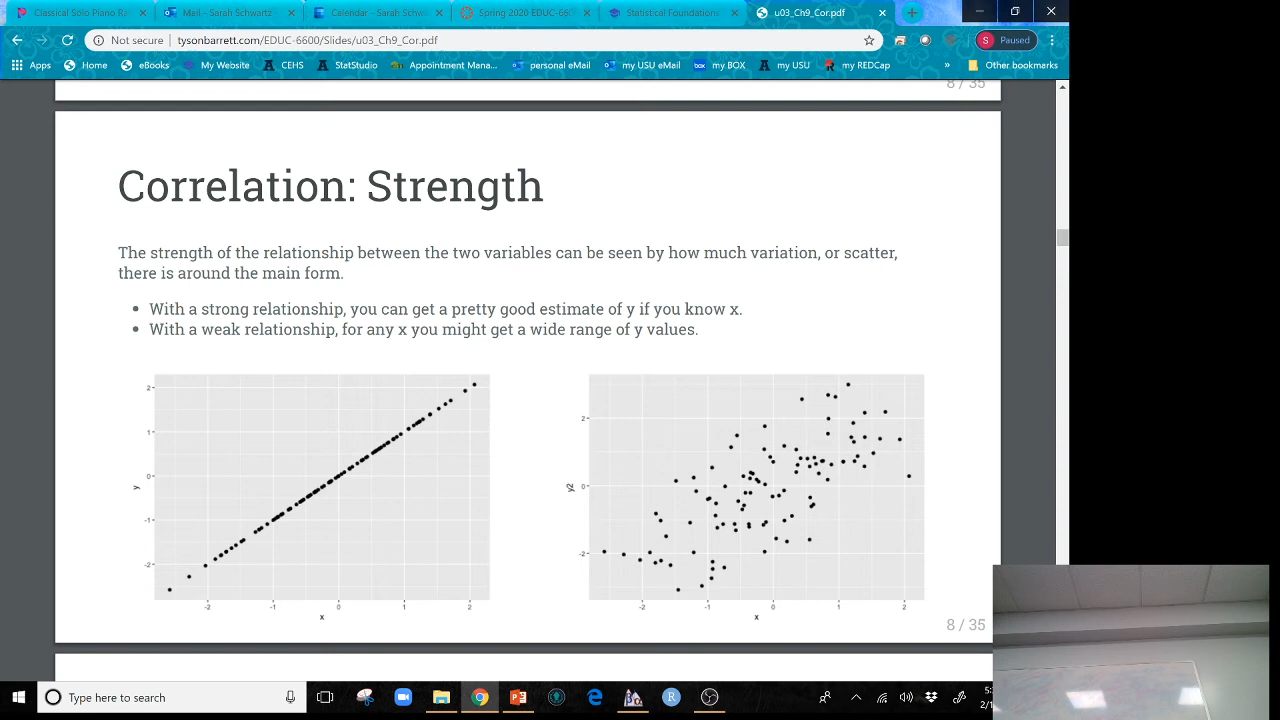 Classical Solo Piano Ra
Mail - Sarah Schwartz
Calendar - Sarah Schw
Spring 2020 EDUC-660
Statistical Foundations
u03_Ch9_Cor.pdf
Not secure
tysonbarrett.com/EDUC-6600/Slides/u03_Ch9_Cor.pdf
S Paused
Apps
Home
eBooks
My Website
CEHS
StatStudio
Appointment Mana...
personal eMail
my USU eMail
my BOX
my USU
my REDCap
»
Other bookmarks
8 / 35
Correlation: Strength
The strength of the relationship between the two variables can be seen by how much variation, or scatter,
there is around the main form.
• With a strong relationship, you can get a pretty good estimate of y if you know x.
• With a weak relationship, for any x you might get a wide range of y values.
2
1
0
-1
-2
y
-2 -1 0 1 2
x
2
0
-2
y2
-2 -1 0 1 2
x
8 / 35
Type here to search
5:
2/1